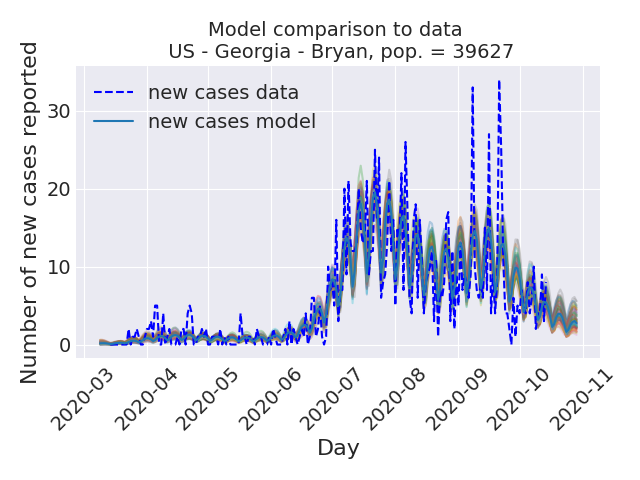 Model comparison to data
US - Georgia - Bryan, pop. = 39627
Number of new cases reported
new cases data
new cases model
30
20
10
0
2020-03
2020-04
2020-05
2020-06
2020-07
2020-08
2020-09
2020-10
2020-11
Day